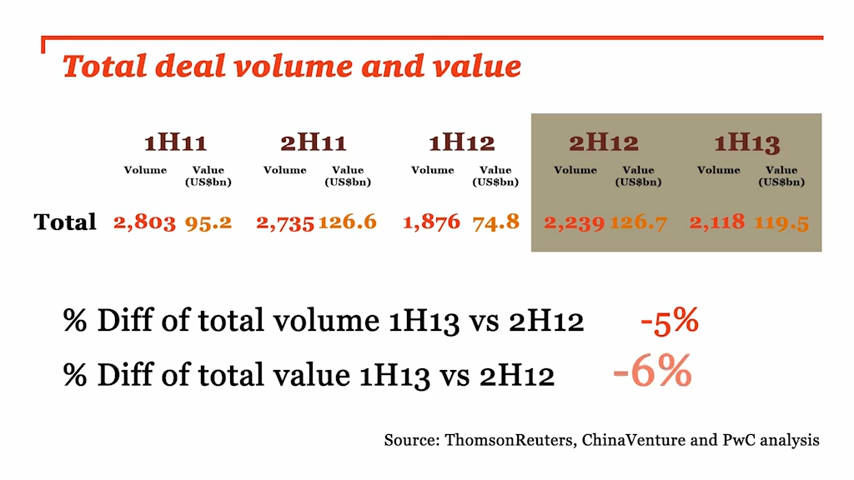 Total deal volume and value
1H11 2H11 1H12 2H12 1H13
Volume Value Volume Value Volume Value Volume Value Volume Value
(US$bn) (US$bn) (US$bn) (US$bn) (US$bn)
Total 2,803 95.2 2,735 126.6 1,876 74.8 2,239 126.7 2,118 119.5
% Diff of total volume 1H13 vs 2H12 -5%
% Diff of total value 1H13 vs 2H12 -6%
Source: ThomsonReuters, ChinaVenture and PwC analysis